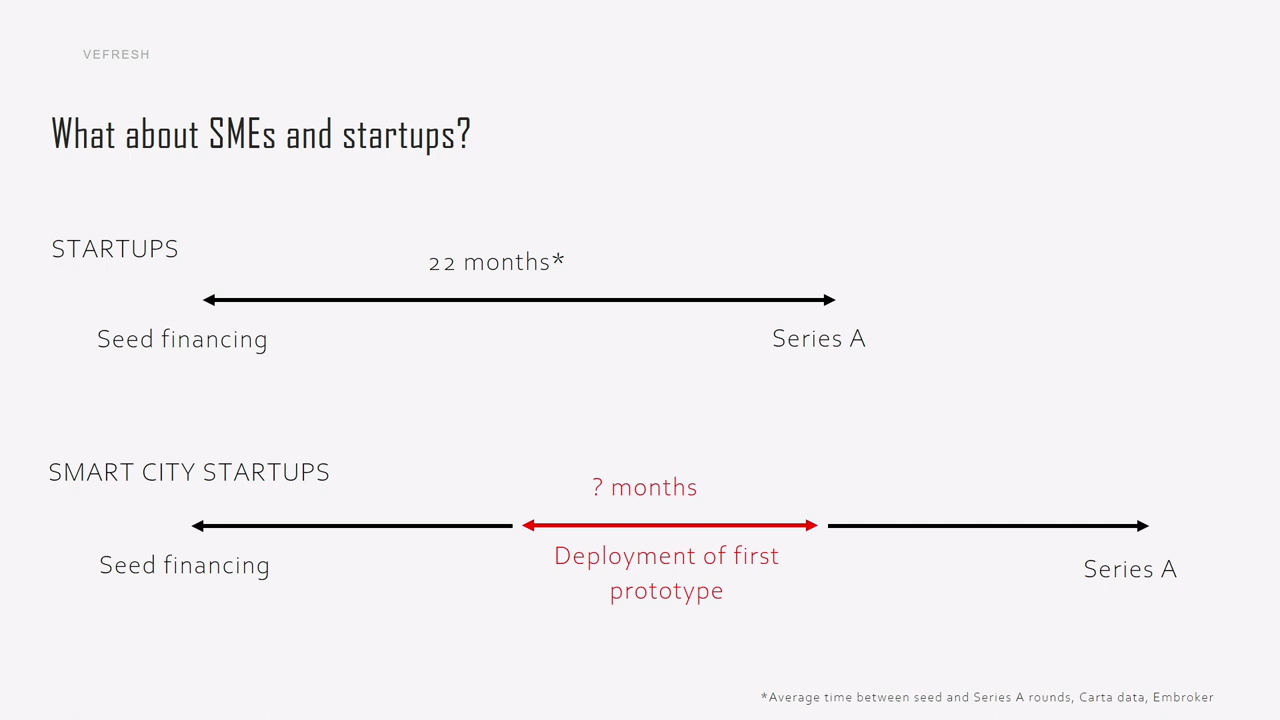 VEFRESH
What about SMEs and startups?
STARTUPS
22 months*
Seed financing
Series A
SMART CITY STARTUPS
? months
Deployment of first
prototype
Seed financing
Series A
*Average time between seed and Series A rounds, Carta data, Embroker